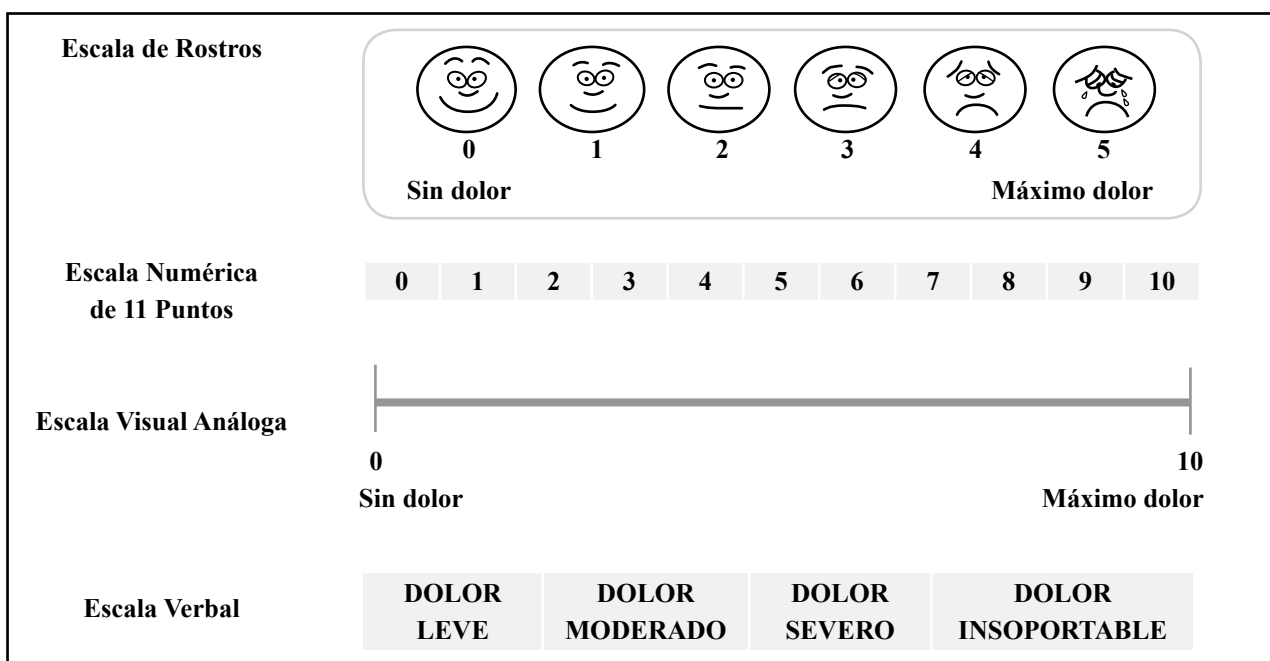 Escala de Rostros
0 1 2 3 4 5
Sin dolor Máximo dolor
Escala Numérica
de 11 Puntos
0 1 2 3 4 5 6 7 8 9 10
Escala Visual Análoga
0 10
Sin dolor Máximo dolor
Escala Verbal
DOLOR LEVE
DOLOR MODERADO
DOLOR SEVERO
DOLOR INSOPORTABLE